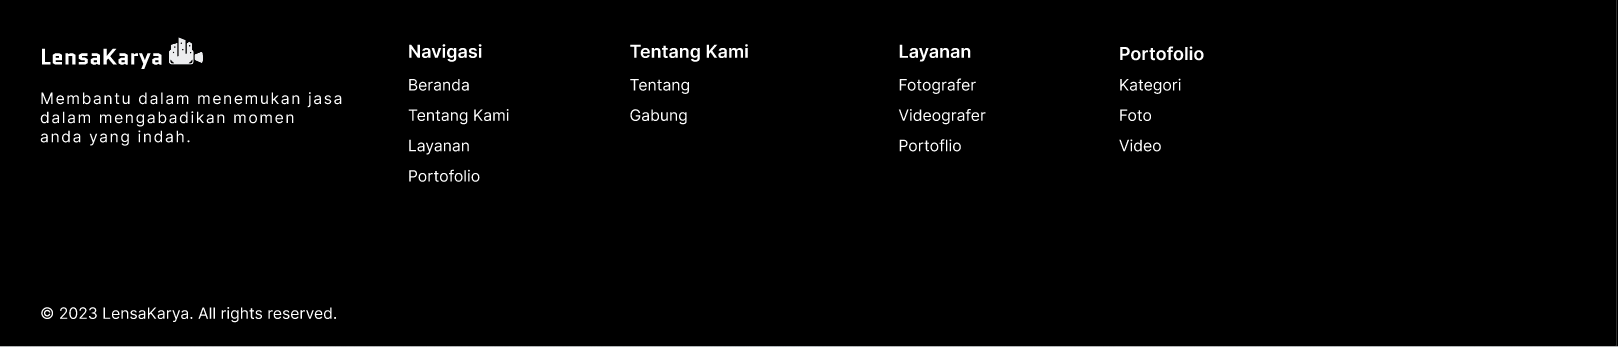 LensaKarya
Membantu dalam menemukan jasa
dalam mengabadikan momen
anda yang indah.
Navigasi
Beranda
Tentang Kami
Layanan
Portofolio
Tentang Kami
Tentang
Gabung
Layanan
Fotografer
Videografer
Portoflio
Portofolio
Kategori
Foto
Video
© 2023 LensaKarya. All rights reserved.